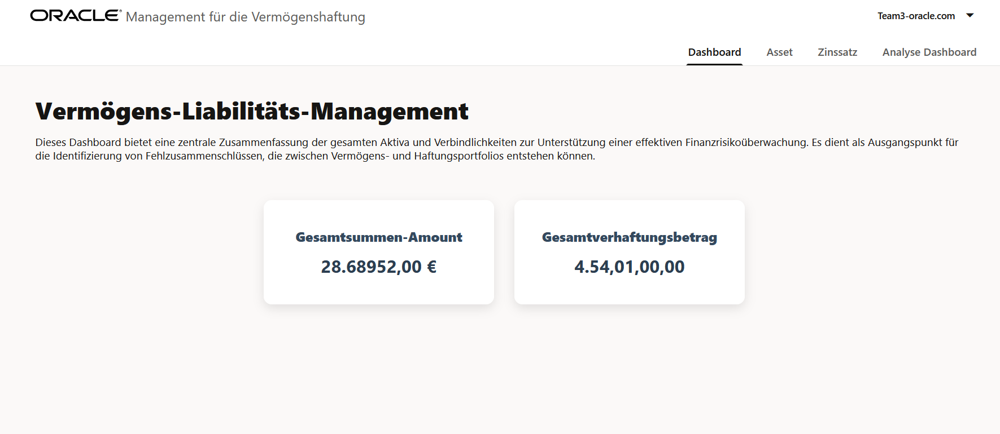 ORACLE® Management für die Vermögenshaftung
Team3-oracle.com
Dashboard Asset Zinssatz Analyse Dashboard
Vermögens-Liabilitäts-Management
Dieses Dashboard bietet eine zentrale Zusammenfassung der gesamten Aktiva und Verbindlichkeiten zur Unterstützung einer effektiven Finanzrisikoüberwachung. Es dient als Ausgangspunkt für
die Identifizierung von Fehlzusammenschlüssen, die zwischen Vermögens- und Haftungsportfolios entstehen können.
Gesamtsummen-Amount
28.68952,00 €
Gesamtverhaftungsbetrag
4.54,01,00,00